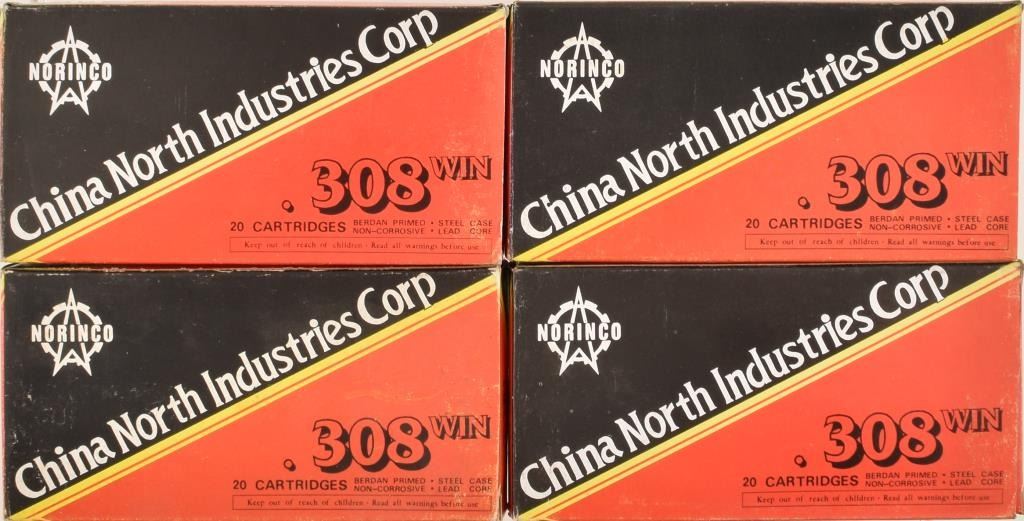 NORINCO
China North Industries Corp
.308 WIN
20 CARTRIDGES BERDAN PRIMED · STEEL CASE
NON-CORROSIVE · LEAD CORE
Keep out of reach of children · Read all warnings before use
NORINCO
China North Industries Corp
.308 WIN
20 CARTRIDGES BERDAN PRIMED · STEEL CASE
NON-CORROSIVE · LEAD CORE
Keep out of reach of children · Read all warnings before use
NORINCO
China North Industries Corp
.308 WIN
20 CARTRIDGES BERDAN PRIMED · STEEL CASE
NON-CORROSIVE · LEAD CORE
Keep out of reach of children · Read all warnings before use
NORINCO
China North Industries Corp
.308 WIN
20 CARTRIDGES BERDAN PRIMED · STEEL CASE
NON-CORROSIVE · LEAD CORE
Keep out of reach of children · Read all warnings before use